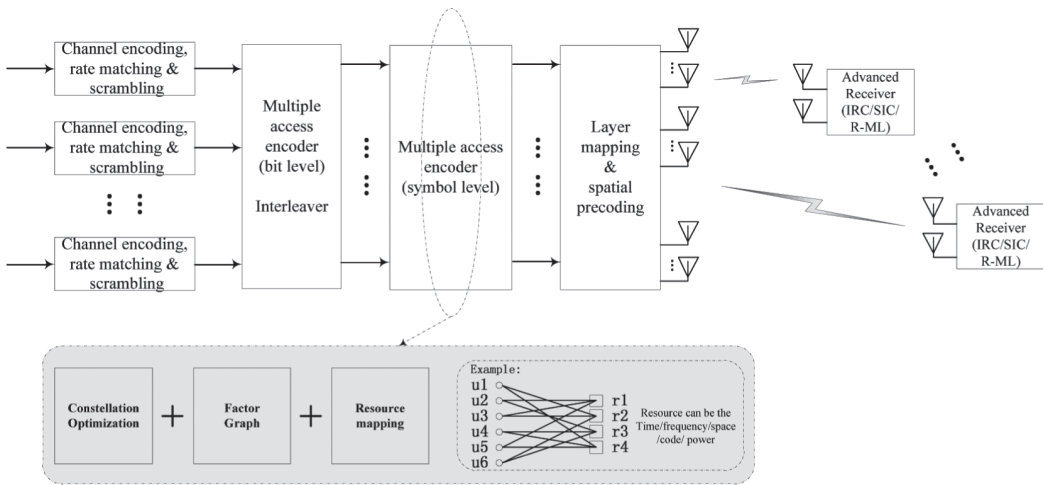 Channel encoding,
rate matching &
scrambling
Channel encoding,
rate matching &
scrambling
Channel encoding,
rate matching &
scrambling
Multiple
access
encoder
(bit level)
Interleaver
Multiple access
encoder
(symbol level)
Layer
mapping
&
spatial
precoding
Advanced
Receiver
(IRC/SIC/
R-ML)
Advanced
Receiver
(IRC/SIC/
R-ML)
Constellation
Optimization
+
Factor
Graph
+
Resource
mapping
Example:
u1
u2
u3
u4
u5
u6
r1
r2
r3
r4
Resource can be the
Time/frequency/space
/code/ power